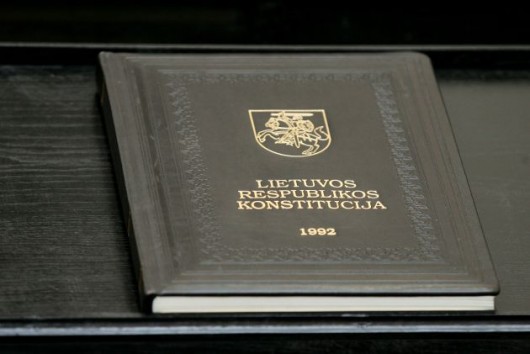 LIETUVOS
RESPUBLIKOS
KONSTITUCIJA
1992